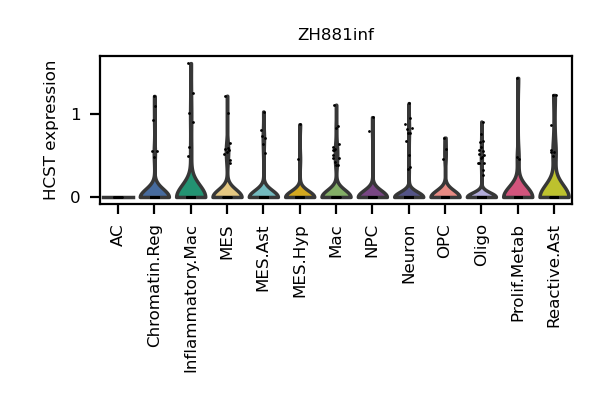 ZH881inf
HCST expression
1
0
AC
Chromatin.Reg
Inflammatory.Mac
MES
MES.Ast
MES.Hyp
Mac
NPC
Neuron
OPC
Oligo
Prolif.Metab
Reactive.Ast